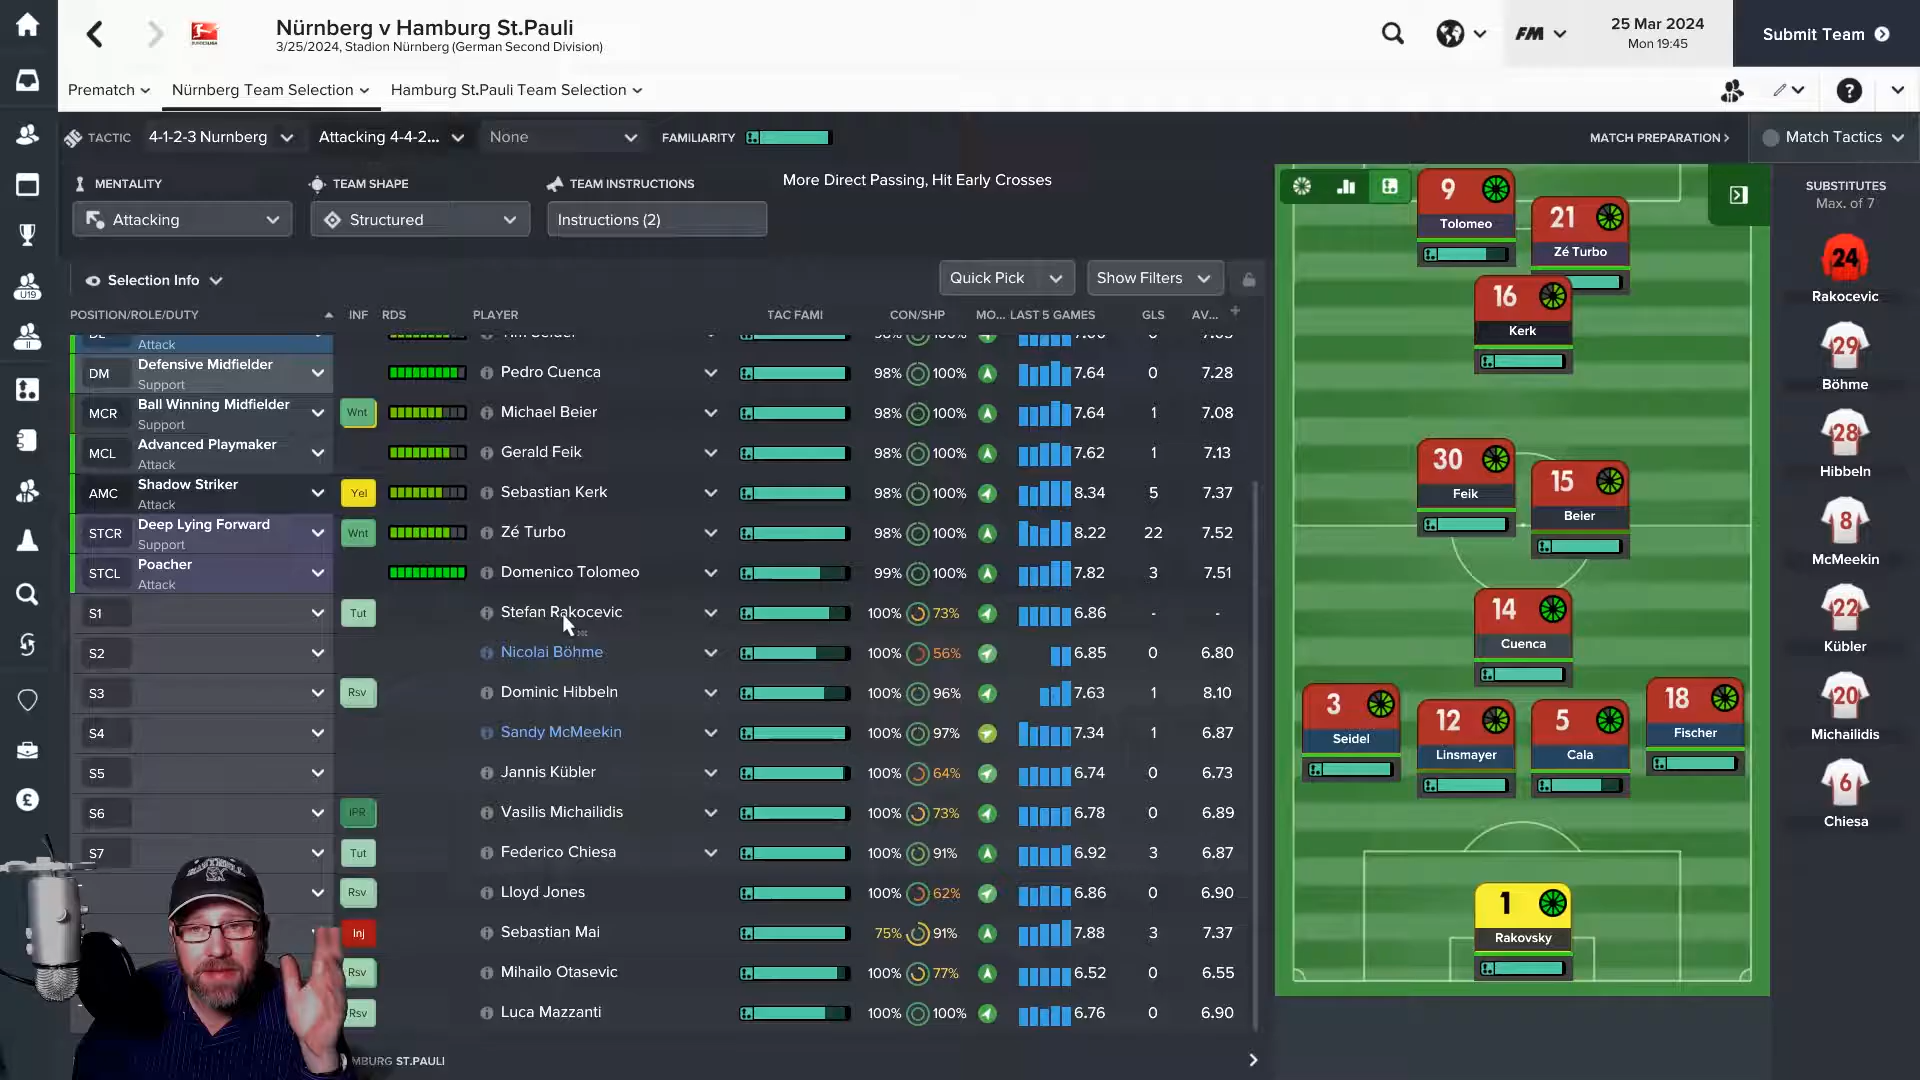 Nürnberg v Hamburg St.Pauli
3/25/2024, Stadion Nürnberg (German Second Division)
FM
25 Mar 2024
Mon 19:45
Submit Team
Prematch
Nürnberg Team Selection
Hamburg St.Pauli Team Selection
?
TACTIC
4-1-2-3 Nurnberg
Attacking 4-4-2...
None
FAMILIARITY
MATCH PREPARATION >
Match Tactics
MENTALITY
TEAM SHAPE
TEAM INSTRUCTIONS
More Direct Passing, Hit Early Crosses
Attacking
Structured
Instructions (2)
Selection Info
Quick Pick
Show Filters
POSITION/ROLE/DUTY INF RDS PLAYER TAC FAMI CON/SHP MO... LAST 5 GAMES GLS AV... +
Attack
DM Defensive Midfielder Support Pedro Cuenca 98% 100% 7.64 0 7.28
MCR Ball Winning Midfielder Support Wnt Michael Beier 98% 100% 7.64 1 7.08
MCL Advanced Playmaker Attack Gerald Feik 98% 100% 7.62 1 7.13
AMC Shadow Striker Attack Yel Sebastian Kerk 98% 100% 8.34 5 7.37
STCR Deep Lying Forward Support Wnt Zé Turbo 98% 100% 8.22 22 7.52
STCL Poacher Attack Domenico Tolomeo 99% 100% 7.82 3 7.51
S1 Tut Stefan Rakocevic 100% 73% 6.86 - -
S2 Nicolai Böhme 100% 56% 6.85 0 6.80
S3 Rsv Dominic Hibbeln 100% 96% 7.63 1 8.10
S4 Sandy McMeekin 100% 97% 7.34 1 6.87
S5 Jannis Kübler 100% 64% 6.74 0 6.73
S6 IPR Vasilis Michailidis 100% 73% 6.78 0 6.89
S7 Tut Federico Chiesa 100% 91% 6.92 3 6.87
Rsv Lloyd Jones 100% 62% 6.86 0 6.90
Inj Sebastian Mai 75% 91% 7.88 3 7.37
Rsv Mihailo Otasevic 100% 77% 6.52 0 6.55
Rsv Luca Mazzanti 100% 100% 6.76 0 6.90
MBURG ST.PAULI
U19
II
9 Tolomeo
21 Zé Turbo
16 Kerk
30 Feik
15 Beier
14 Cuenca
3 Seidel
12 Linsmayer
5 Cala
18 Fischer
1 Rakovsky
SUBSTITUTES
Max. of 7
24
Rakocevic
29
Böhme
28
Hibbeln
8
McMeekin
22
Kübler
20
Michailidis
6
Chiesa